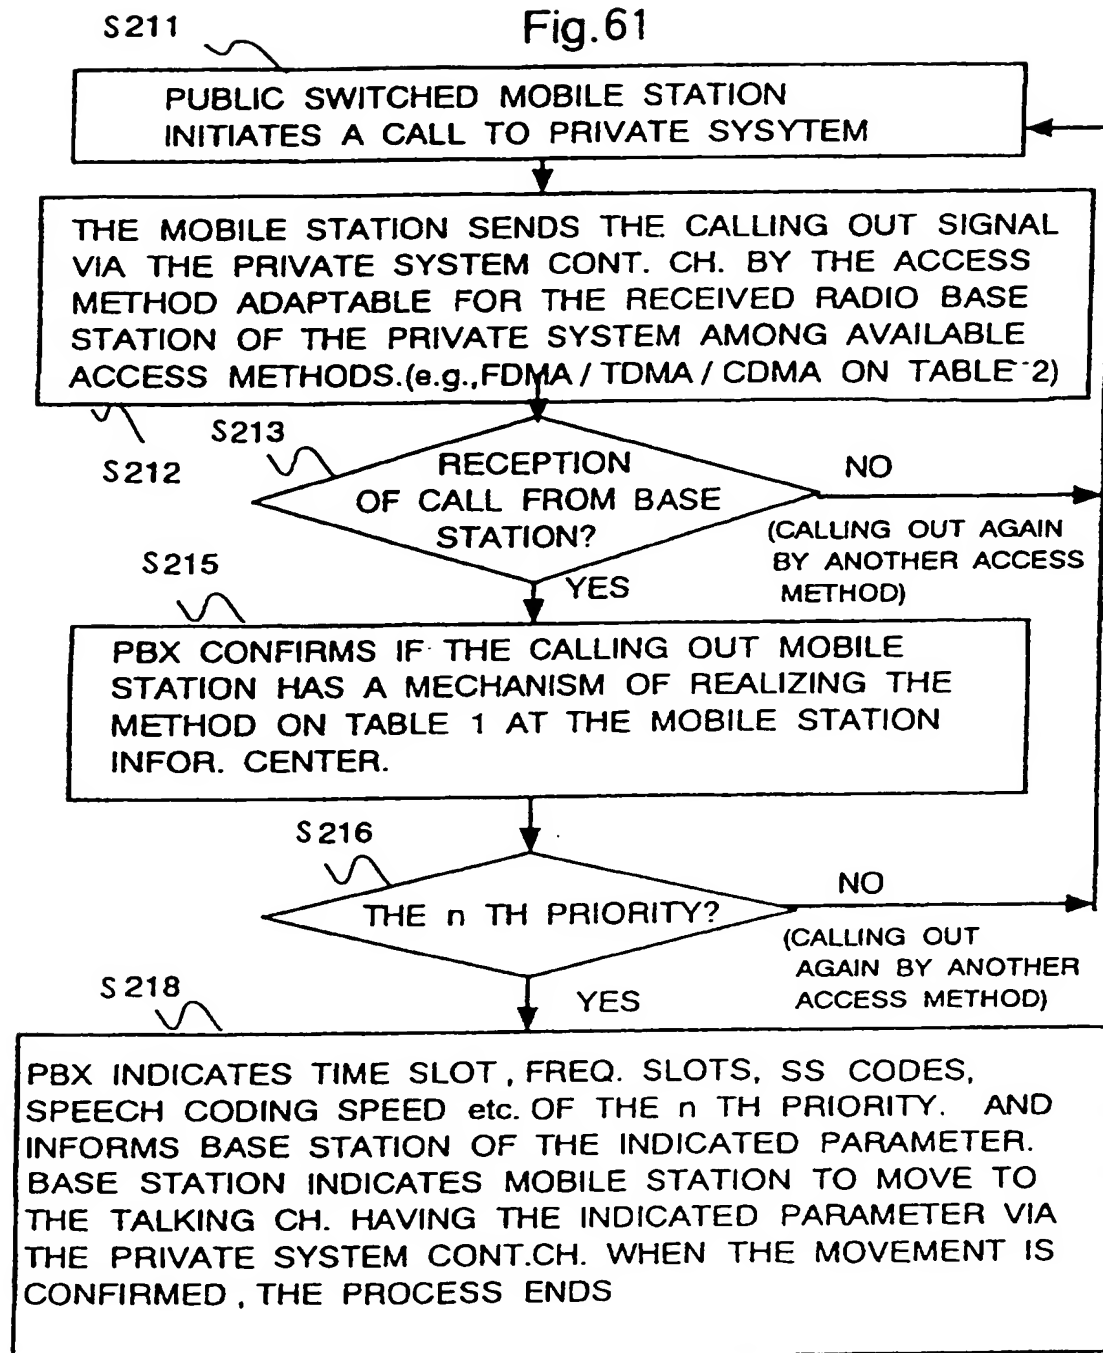 Fig.61
S211
PUBLIC SWITCHED MOBILE STATION
INITIATES A CALL TO PRIVATE SYSYTEM
THE MOBILE STATION SENDS THE CALLING OUT SIGNAL
VIA THE PRIVATE SYSTEM CONT. CH. BY THE ACCESS
METHOD ADAPTABLE FOR THE RECEIVED RADIO BASE
STATION OF THE PRIVATE SYSTEM AMONG AVAILABLE
ACCESS METHODS.(e.g.,FDMA / TDMA / CDMA ON TABLE 2)
S212
S213
RECEPTION
OF CALL FROM BASE
STATION?
NO
(CALLING OUT AGAIN
BY ANOTHER ACCESS
METHOD)
YES
S215
PBX CONFIRMS IF THE CALLING OUT MOBILE
STATION HAS A MECHANISM OF REALIZING THE
METHOD ON TABLE 1 AT THE MOBILE STATION
INFOR. CENTER.
S216
THE n TH PRIORITY?
NO
(CALLING OUT
AGAIN BY ANOTHER
ACCESS METHOD)
YES
S218
PBX INDICATES TIME SLOT, FREQ. SLOTS, SS CODES,
SPEECH CODING SPEED etc. OF THE n TH PRIORITY. AND
INFORMS BASE STATION OF THE INDICATED PARAMETER.
BASE STATION INDICATES MOBILE STATION TO MOVE TO
THE TALKING CH. HAVING THE INDICATED PARAMETER VIA
THE PRIVATE SYSTEM CONT.CH. WHEN THE MOVEMENT IS
CONFIRMED, THE PROCESS ENDS